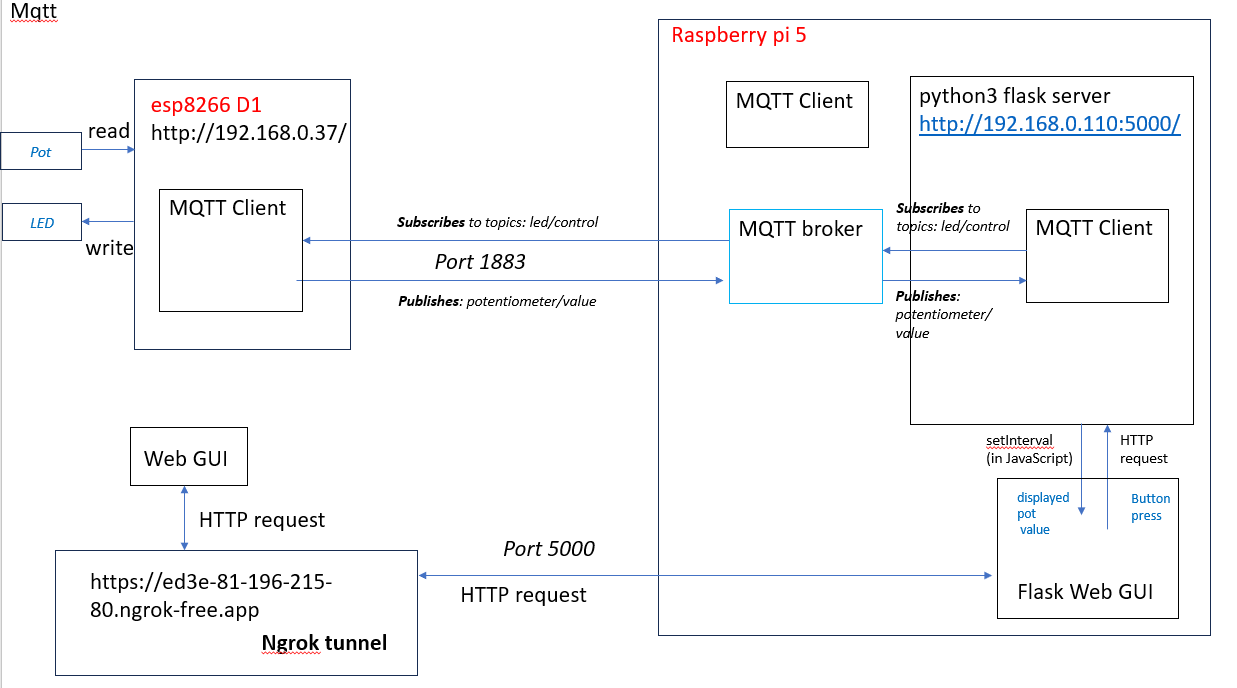 Mqtt
Raspberry pi 5
esp8266 D1
http://192.168.0.37/
Pot
read
LED
write
MQTT Client
Subscribes to topics: led/control
Port 1883
Publishes: potentiometer/value
MQTT Client
MQTT broker
python3 flask server
http://192.168.0.110:5000/
Subscribes to
topics: led/control
MQTT Client
Publishes:
potentiometer/
value
setInterval
(in JavaScript)
HTTP
request
displayed
pot
value
Button
press
Flask Web GUI
Web GUI
HTTP request
Port 5000
HTTP request
https://ed3e-81-196-215-
80.ngrok-free.app
Ngrok tunnel